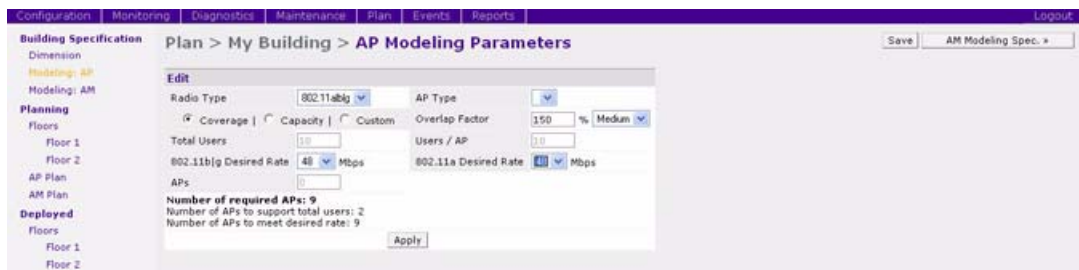 Configuration | Monitoring | Diagnostics | Maintenance | Plan | Events | Reports | Logout
Building Specification
Dimension
Modeling: AP
Modeling: AM
Planning
Floors
Floor 1
Floor 2
AP Plan
AM Plan
Deployed
Floors
Floor 1
Floor 2
Plan > My Building > AP Modeling Parameters
Save AM Modeling Spec. »
Edit
Radio Type 802.11a|b|g AP Type
Coverage | Capacity | Custom Overlap Factor 150 % Medium
Total Users 10 Users / AP 10
802.11b|g Desired Rate 48 Mbps 802.11a Desired Rate 48 Mbps
APs 0
Number of required APs: 9
Number of APs to support total users: 2
Number of APs to meet desired rate: 9
Apply